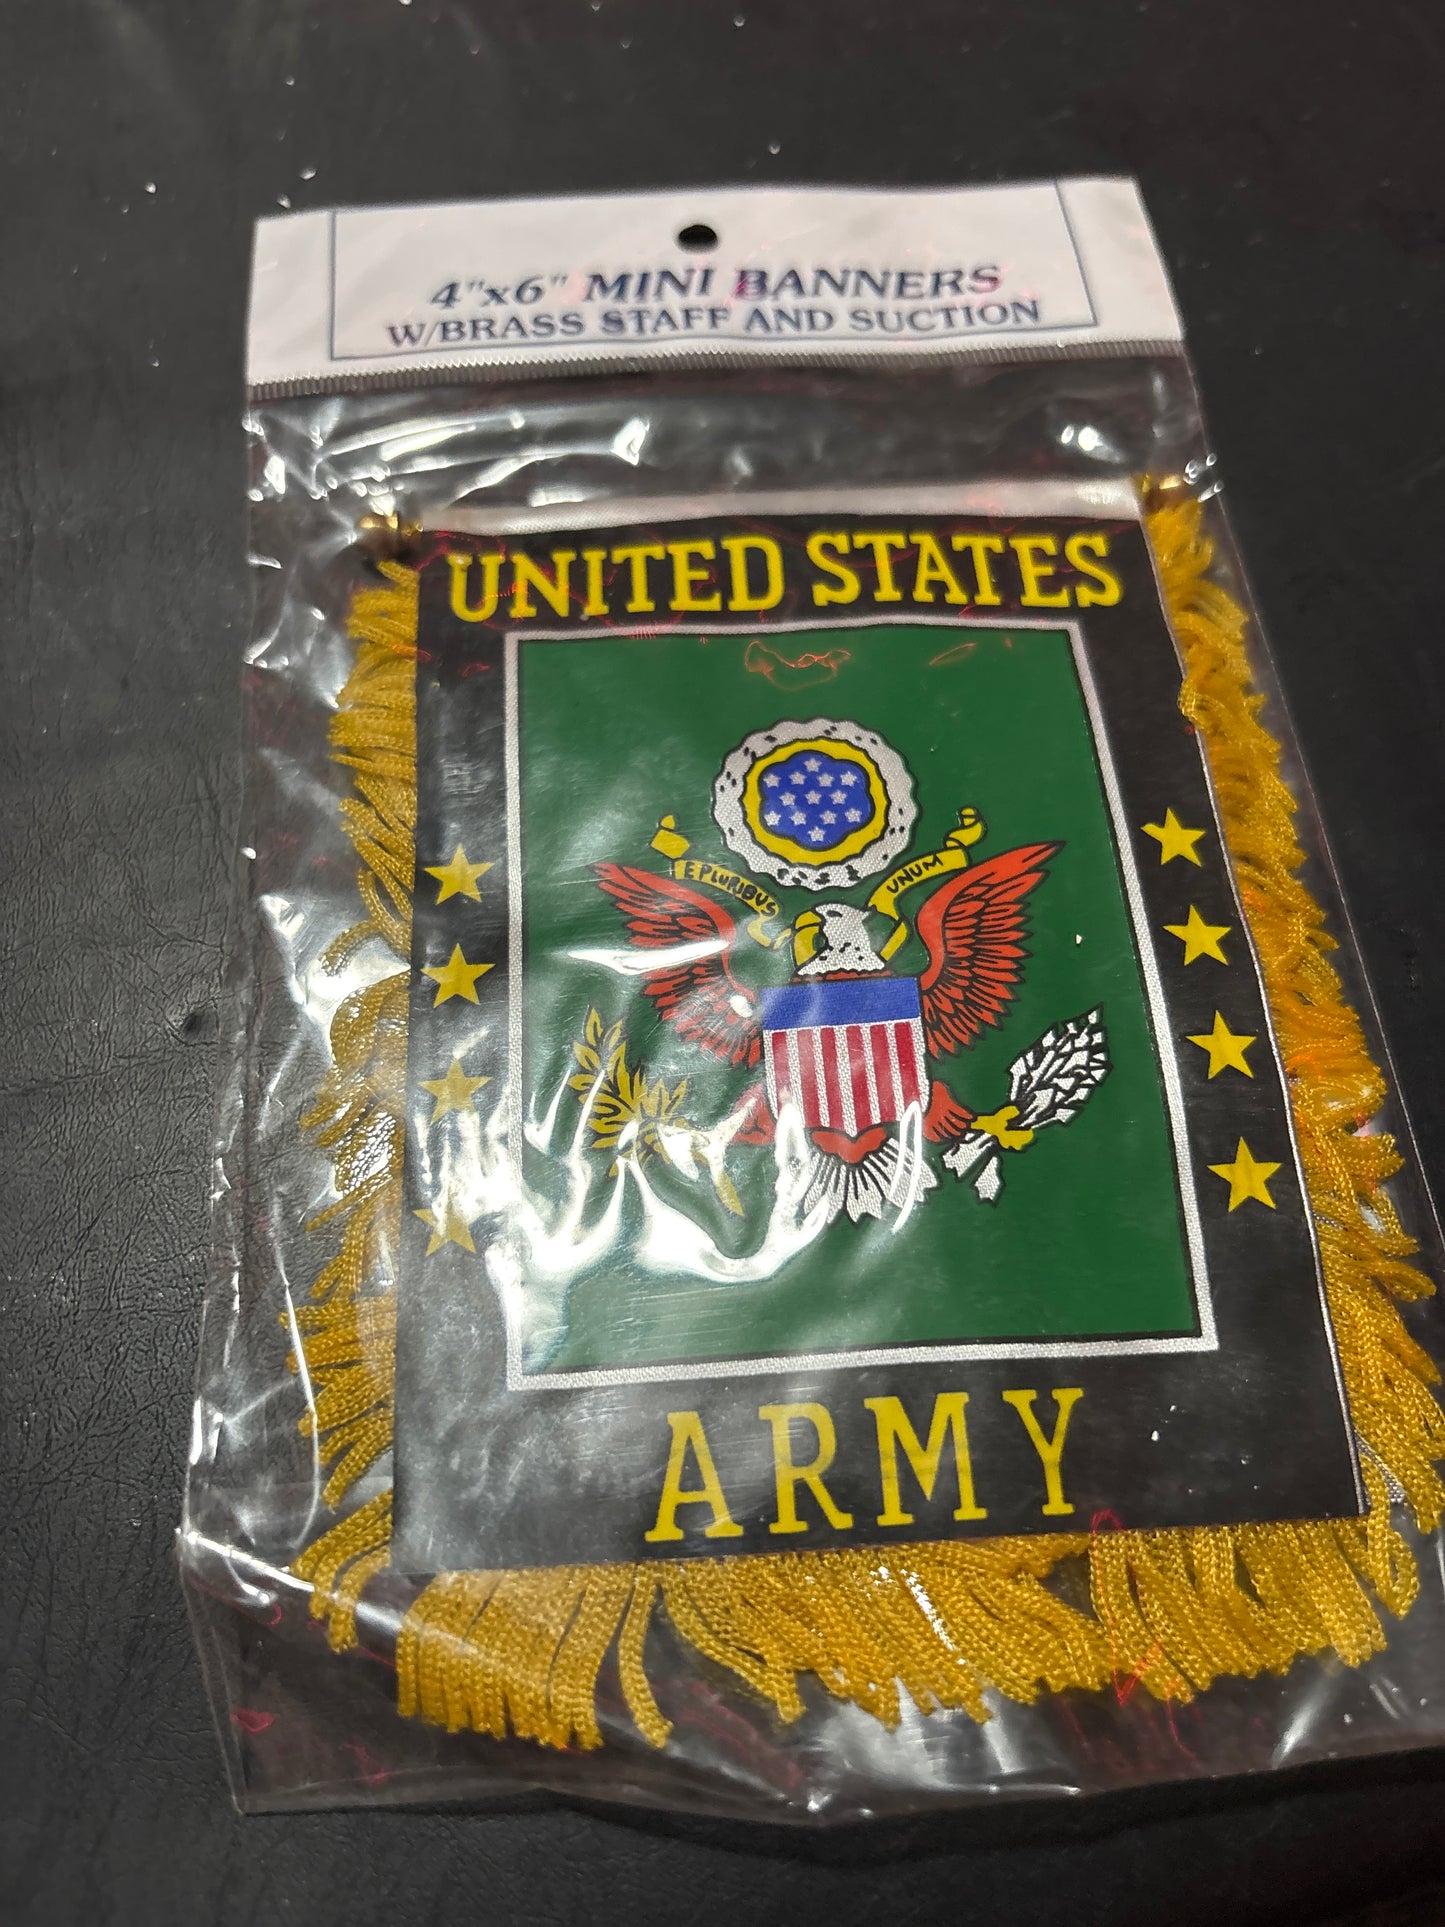 4"x6" MINI BANNERS
W/BRASS STAFF AND SUCTION
UNITED STATES
E PLURIBUS UNUM
ARMY